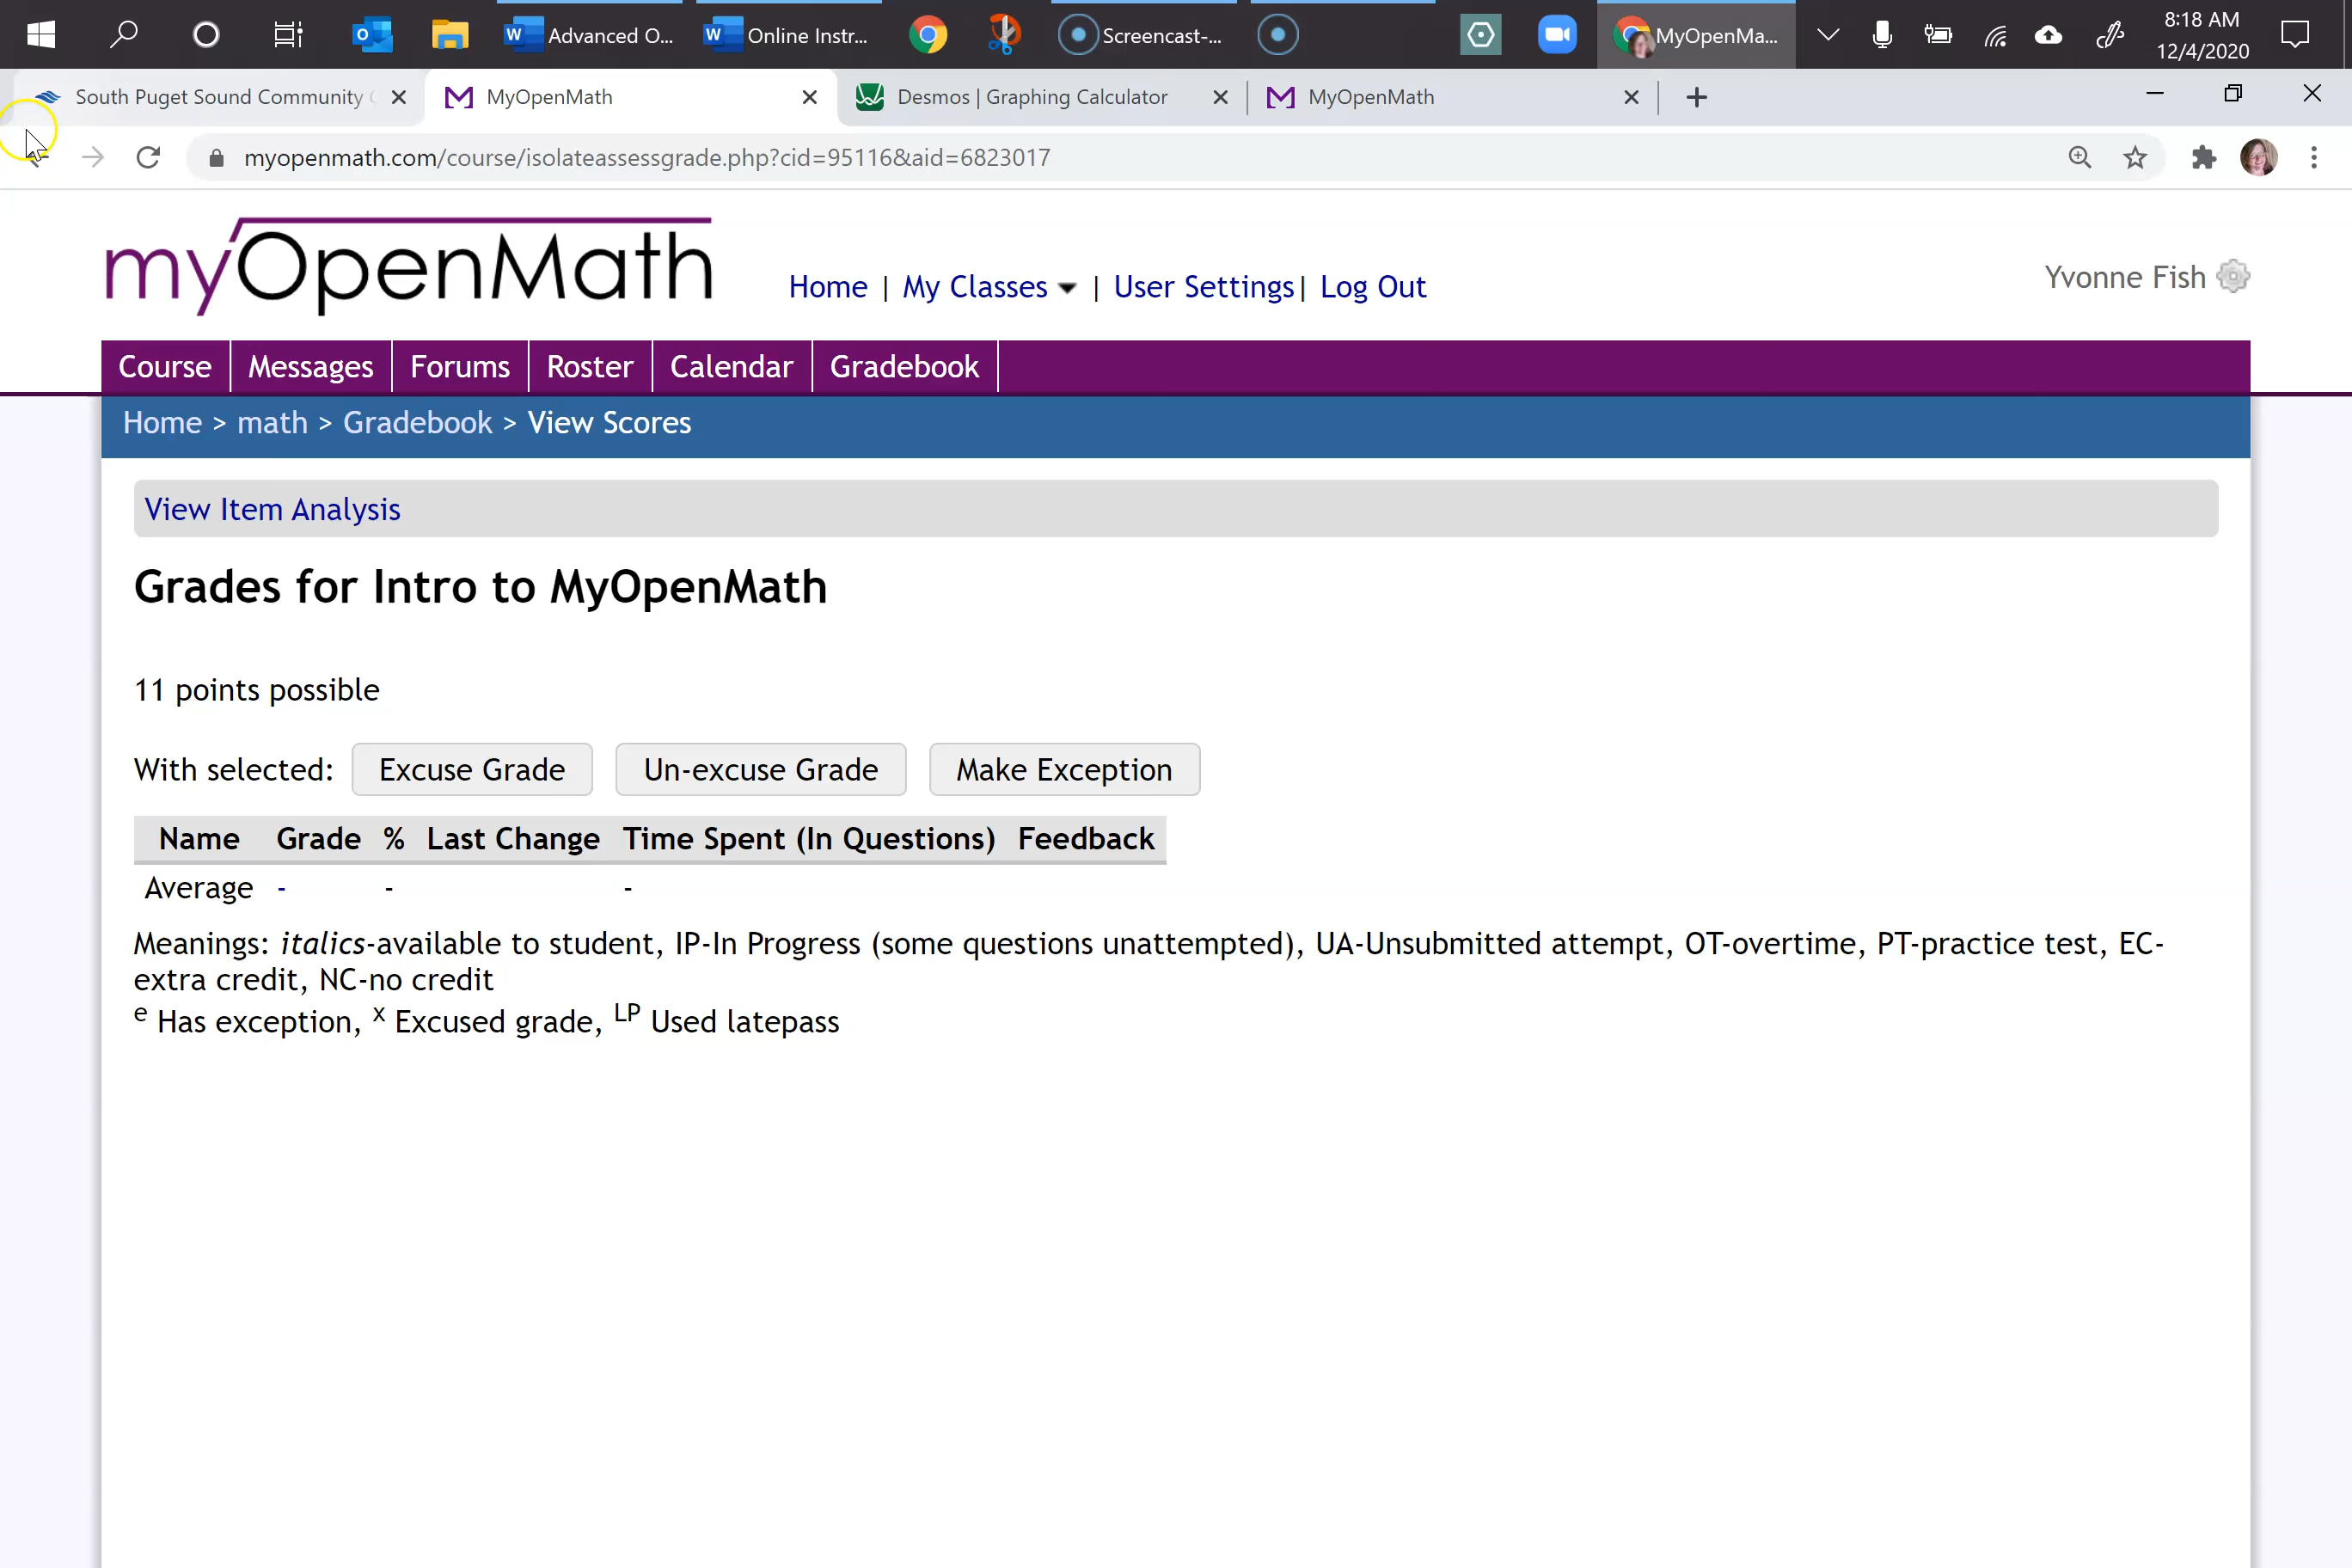 Advanced O...
Online Instr...
Screencast-...
MyOpenMa...
8:18 AM
12/4/2020
South Puget Sound Community C
MyOpenMath
Desmos | Graphing Calculator
MyOpenMath
myopenmath.com/course/isolateassessgrade.php?cid=95116&aid=6823017
myOpenMath
Home | My Classes | User Settings | Log Out
Yvonne Fish
Course Messages Forums Roster Calendar Gradebook
Home > math > Gradebook > View Scores
View Item Analysis
Grades for Intro to MyOpenMath
11 points possible
With selected: Excuse Grade Un-excuse Grade Make Exception
Name Grade % Last Change Time Spent (In Questions) Feedback
Average - - -
Meanings: italics-available to student, IP-In Progress (some questions unattempted), UA-Unsubmitted attempt, OT-overtime, PT-practice test, EC-
extra credit, NC-no credit
e Has exception, x Excused grade, LP Used latepass